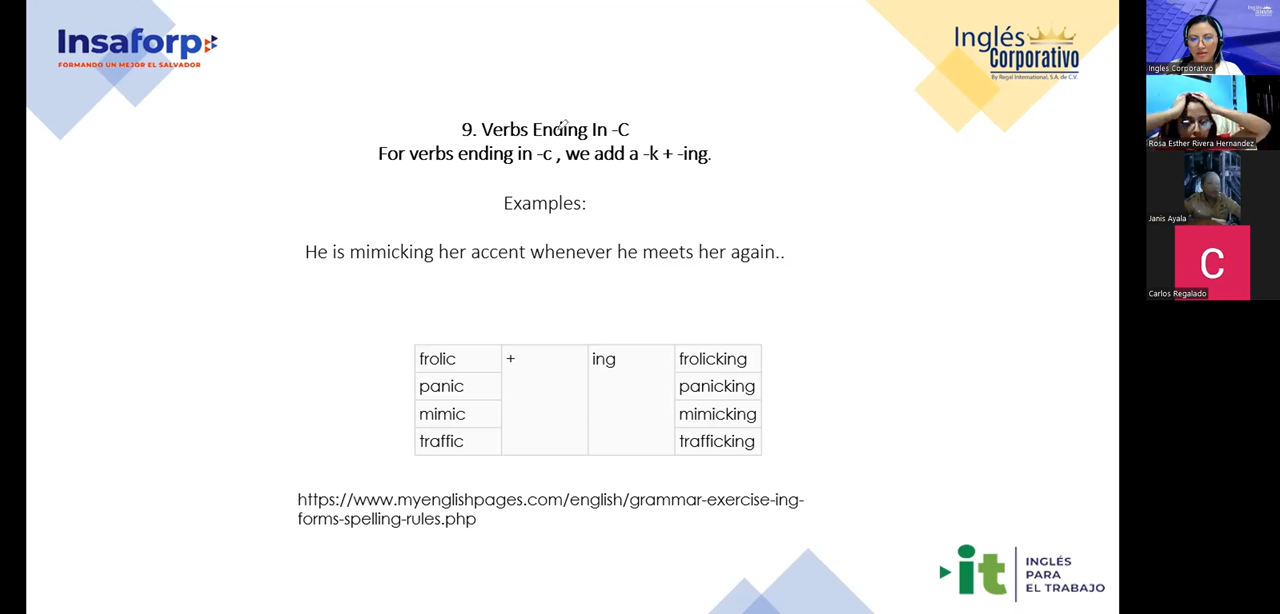 Insaforp
FORMANDO UN MEJOR EL SALVADOR
Inglés
Corporativo
By Regal International, S.A. de C.V.
9. Verbs Ending In -C
For verbs ending in -c , we add a -k + -ing.
Examples:
He is mimicking her accent whenever he meets her again..
frolic + ing frolicking
panic panicking
mimic mimicking
traffic trafficking
https://www.myenglishpages.com/english/grammar-exercise-ing-
forms-spelling-rules.php
it INGLÉS
PARA
EL TRABAJO
Ingles Corporativo
Rosa Esther Rivera Hernandez
Janis Ayala
C
Carlos Regalado